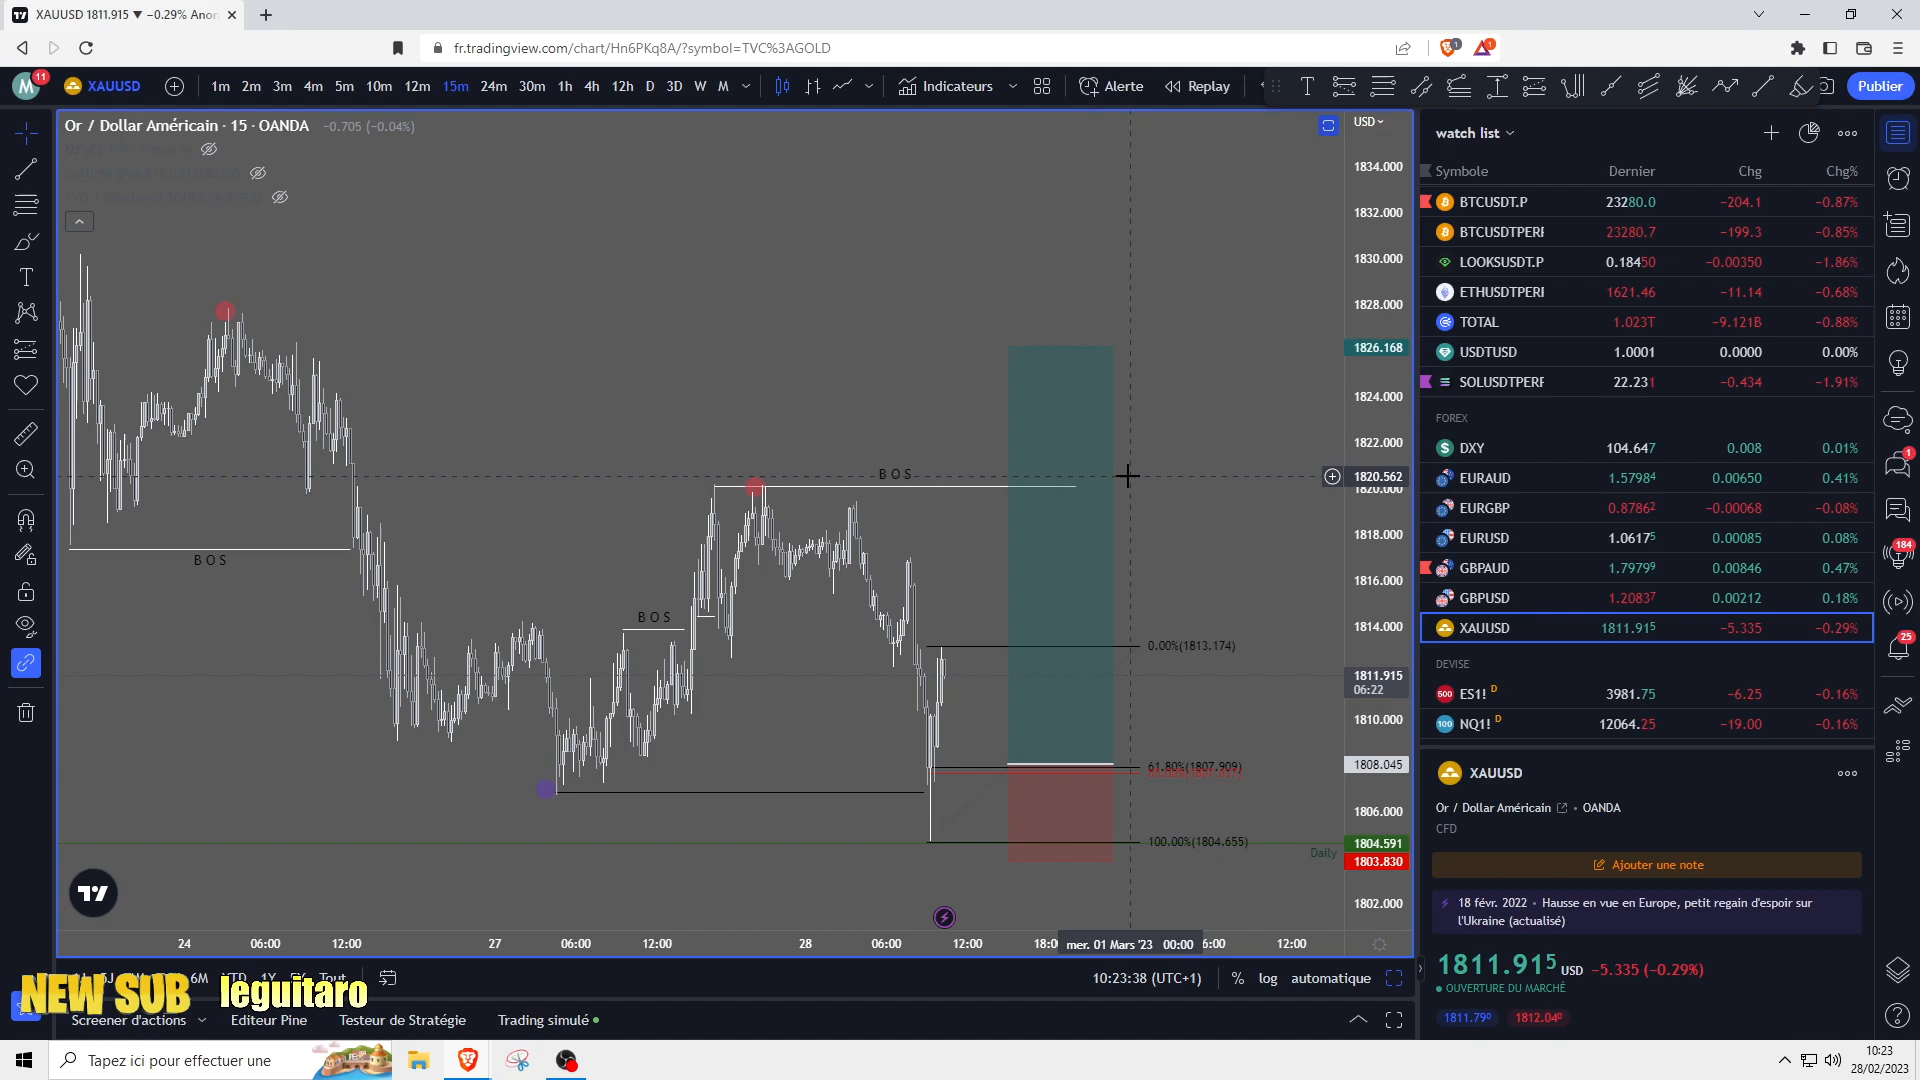 XAUUSD 1811.915 ▼ −0.29% Anon
fr.tradingview.com/chart/Hn6PKq8A/?symbol=TVC%3AGOLD
1
1
M
11
XAUUSD
1m 2m 3m 4m 5m 10m 12m 15m 24m 30m 1h 4h 12h D 3D W M
Indicateurs
Alerte
Replay
Publier
Or / Dollar Américain · 15 · OANDA −0.705 (−0.04%)
USD
watch list
Symbole Dernier Chg Chg%
BTCUSDT.P 23280.0 −204.1 −0.87%
BTCUSDTPERF 23280.7 −199.3 −0.85%
LOOKSUSDT.P 0.18450 −0.00350 −1.86%
ETHUSDTPERF 1621.46 −11.14 −0.68%
TOTAL 1.023T −9.121B −0.88%
USDTUSD 1.0001 0.0000 0.00%
SOLUSDTPERF 22.231 −0.434 −1.91%
FOREX
DXY 104.647 0.008 0.01%
EURAUD 1.57984 0.00650 0.41%
EURGBP 0.87862 −0.00068 −0.08%
EURUSD 1.06175 0.00085 0.08%
GBPAUD 1.79799 0.00846 0.47%
GBPUSD 1.20837 0.00212 0.18%
XAUUSD 1811.915 −5.335 −0.29%
DEVISE
ES1! D 3981.75 −6.25 −0.16%
NQ1! D 12064.25 −19.00 −0.16%
1
184
25
1834.000
1832.000
1830.000
1828.000
1826.168
1824.000
1822.000
1820.562
1820.000
1818.000
1816.000
1814.000
1811.915
06:22
1810.000
1808.045
1806.000
1804.591
1803.830
1802.000
BOS
BOS
BOS
0.00%(1813.174)
61.80%(1807.909)
100.00%(1804.655)
Daily
24 06:00 12:00 27 06:00 12:00 28 06:00 12:00 18:00 mer. 01 Mars '23 00:00 6:00 12:00
XAUUSD
Or / Dollar Américain • OANDA
CFD
Ajouter une note
18 févr. 2022 • Hausse en vue en Europe, petit regain d'espoir sur
l'Ukraine (actualisé)
1811.915 USD −5.335 (−0.29%)
OUVERTURE DU MARCHÉ
1811.790 1812.040
6M YTD 1Y Tout
10:23:38 (UTC+1) % log automatique
NEW SUB leguitaro
Screener d'actions Editeur Pine Testeur de Stratégie Trading simulé
Tapez ici pour effectuer une
10:23
28/02/2023